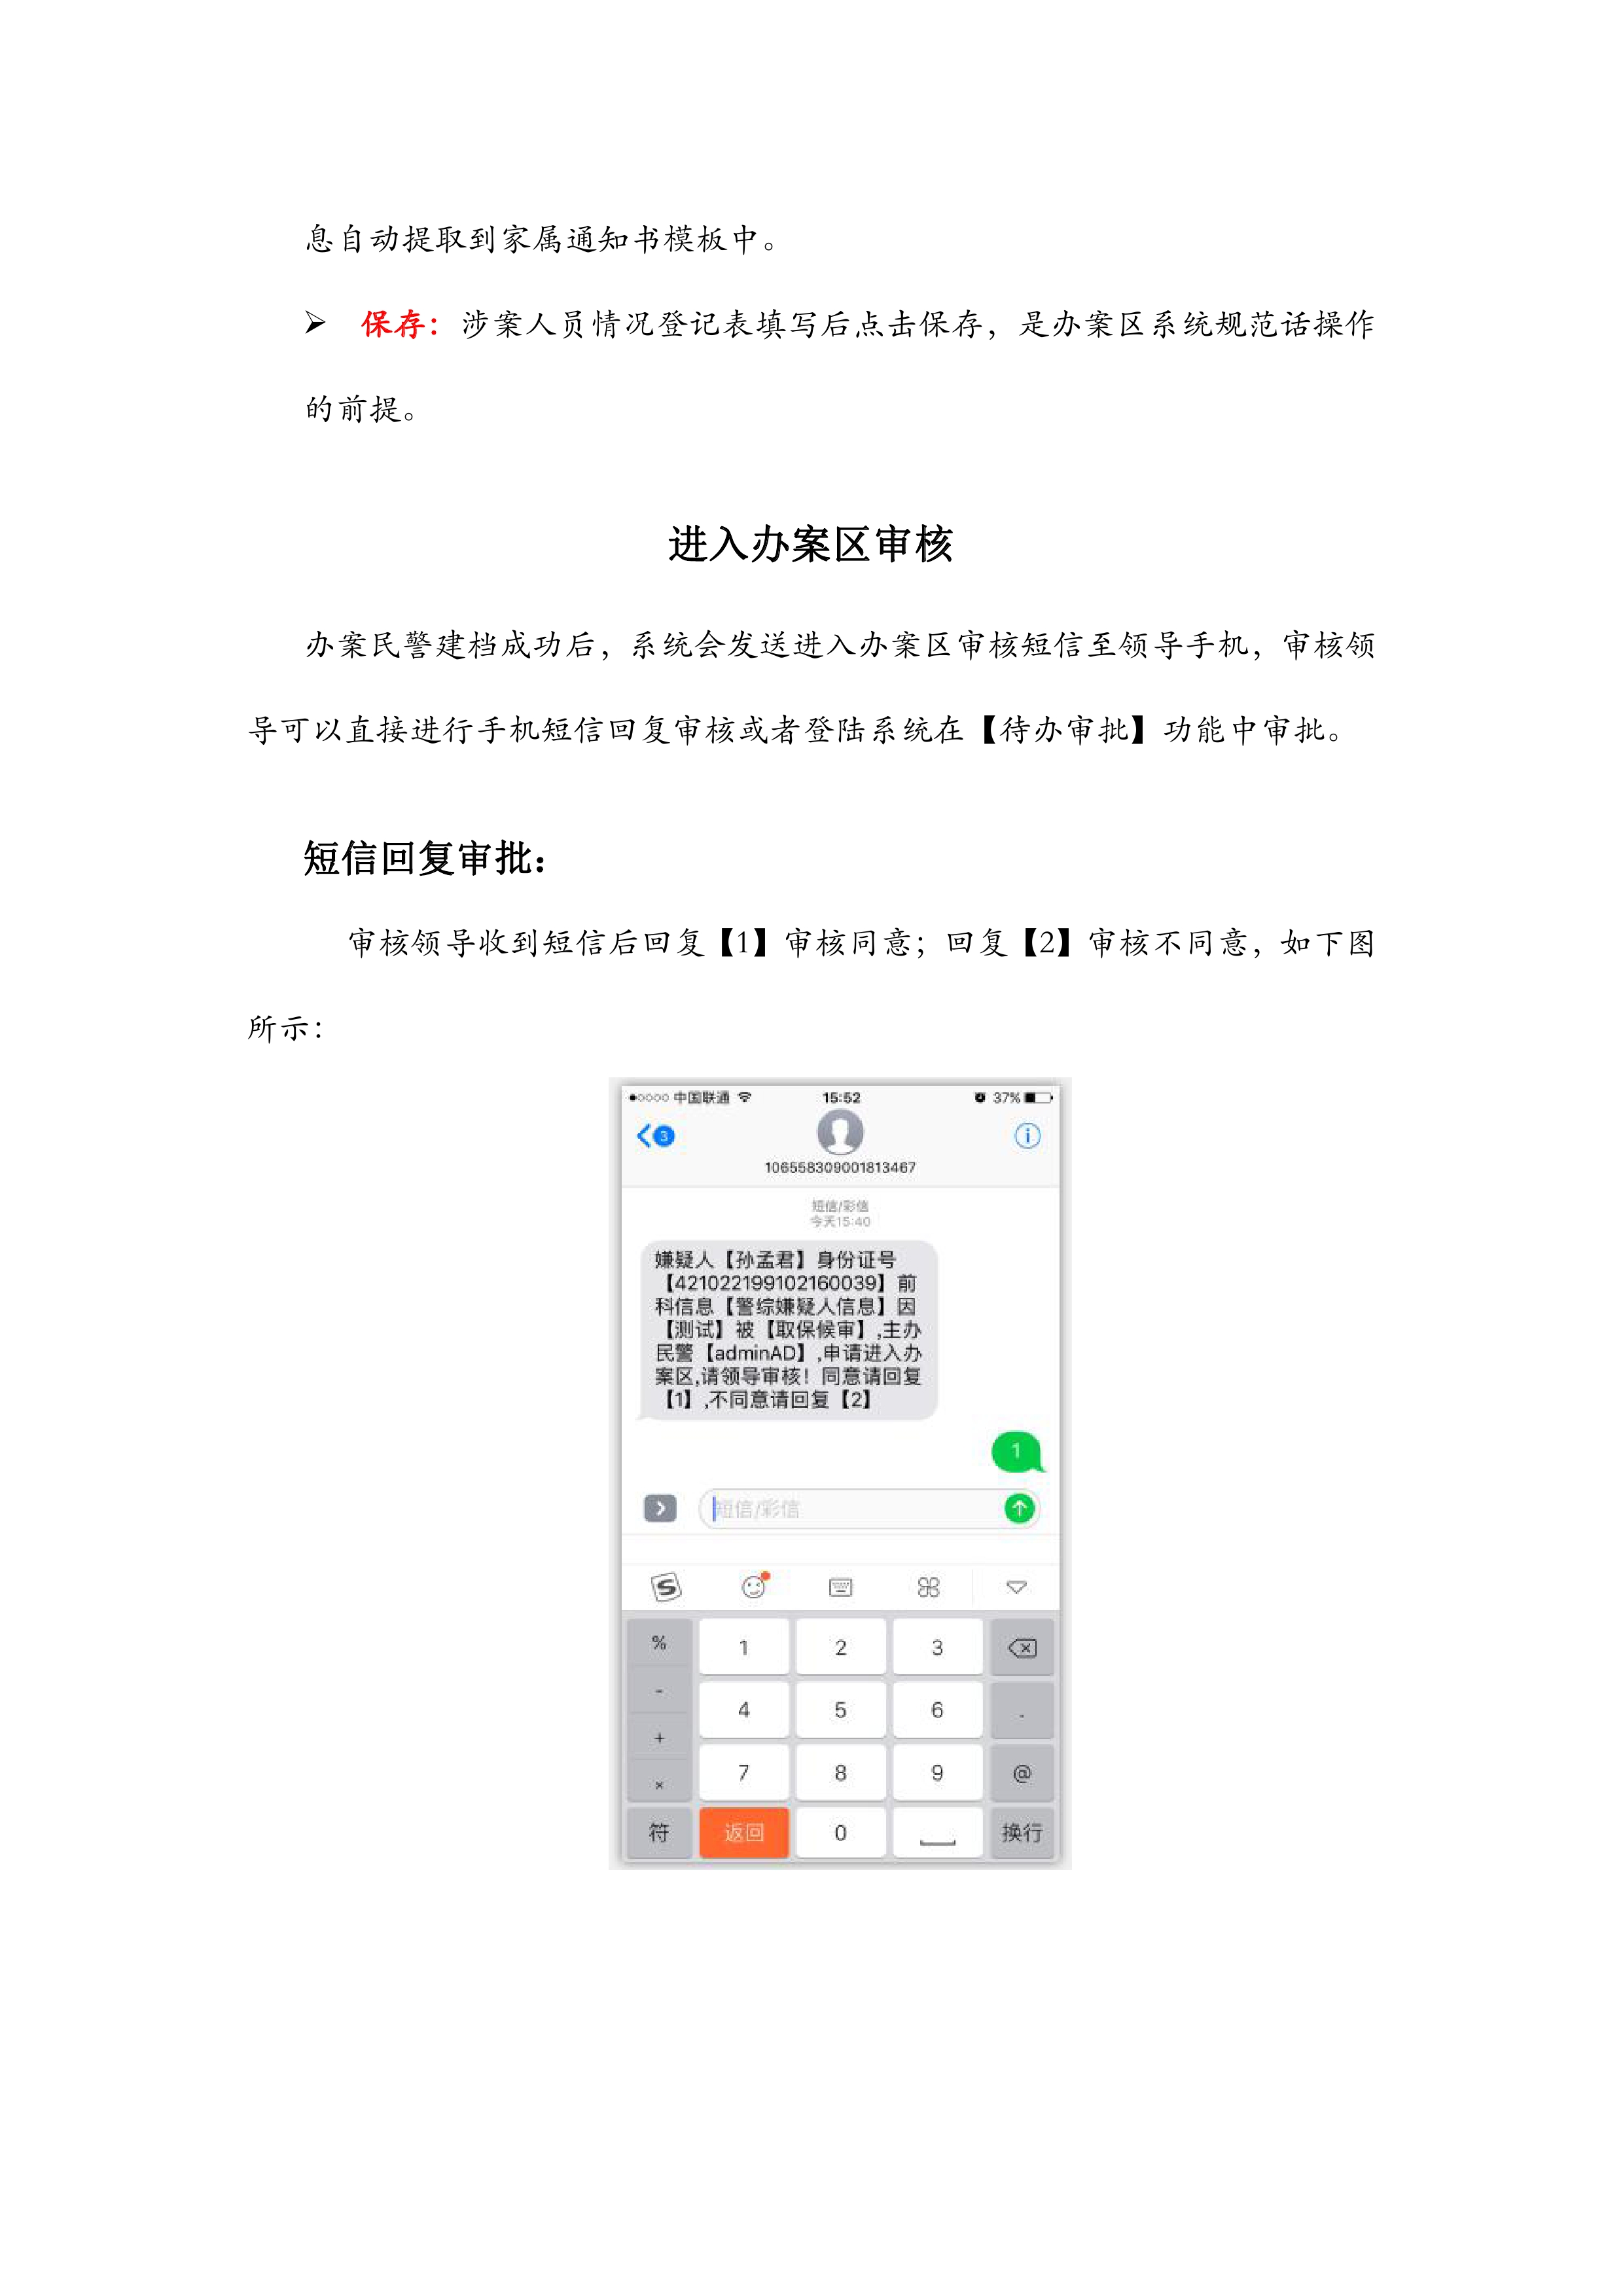 息自动提取到家属通知书模板中。
➢ 保存：涉案人员情况登记表填写后点击保存，是办案区系统规范话操作
的前提。
进入办案区审核
办案民警建档成功后，系统会发送进入办案区审核短信至领导手机，审核领
导可以直接进行手机短信回复审核或者登陆系统在【待办审批】功能中审批。
短信回复审批：
审核领导收到短信后回复【1】审核同意；回复【2】审核不同意，如下图
所示：
中国联通 15:52 37%
3
106558309001813467
短信/彩信
今天15:40
嫌疑人【孙孟君】身份证号
【421022199102160039】前
科信息【警综嫌疑人信息】因
【测试】被【取保候审】,主办
民警【adminAD】,申请进入办
案区,请领导审核！同意请回复
【1】,不同意请回复【2】
1
短信/彩信
S
% 1 2 3
-
4 5 6 .
+
7 8 9 @
×
符 返回 0 换行